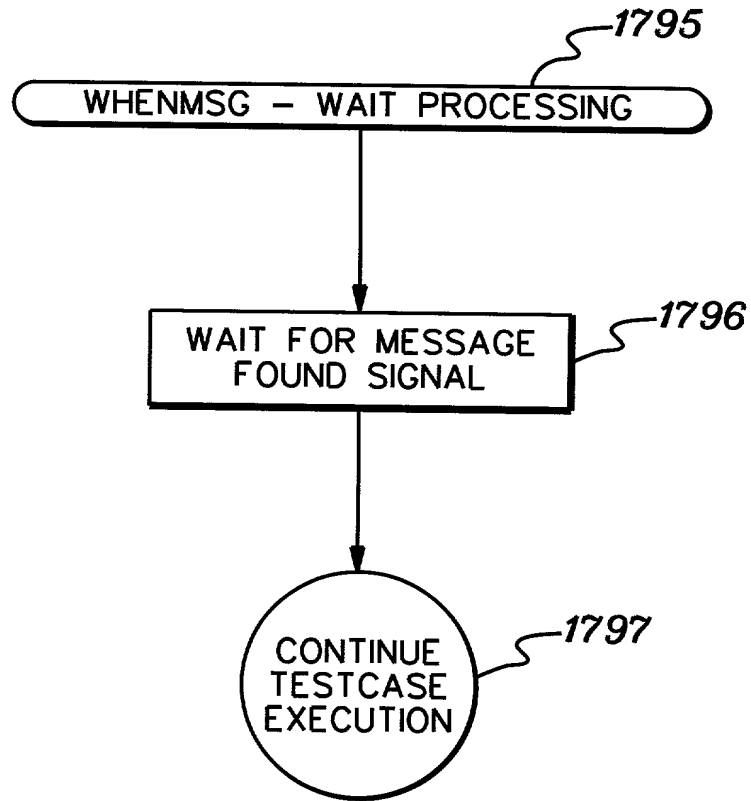 1795
WHENMSG - WAIT PROCESSING
1796
WAIT FOR MESSAGE
FOUND SIGNAL
1797
CONTINUE
TESTCASE
EXECUTION